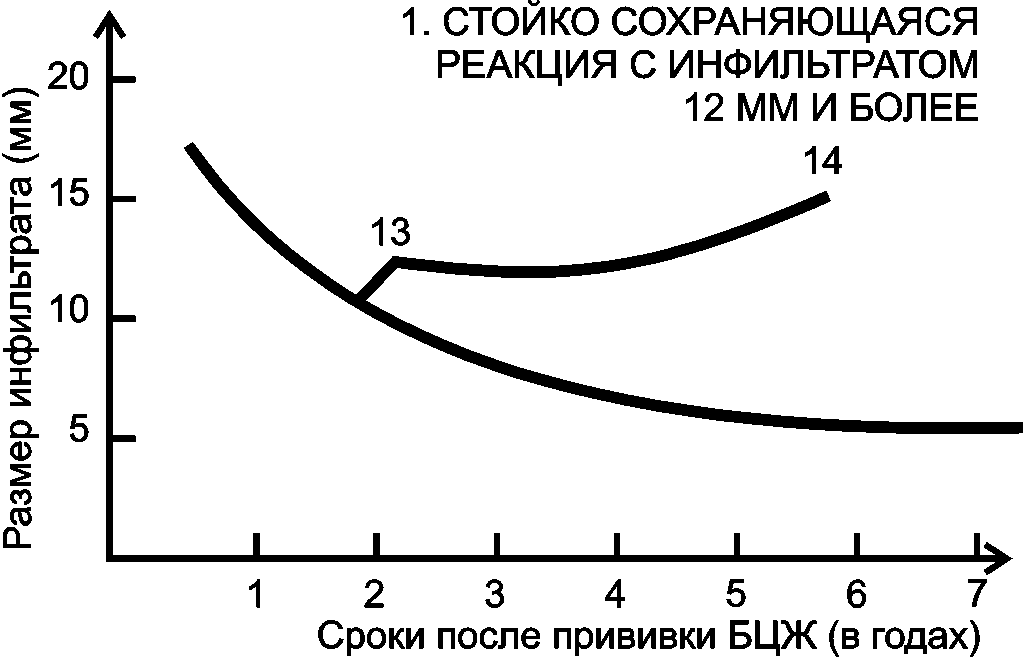 1. СТОЙКО СОХРАНЯЮЩАЯСЯ
РЕАКЦИЯ С ИНФИЛЬТРАТОМ
12 ММ И БОЛЕЕ
Размер инфильтрата (мм)
20
15
10
5
13
14
1 2 3 4 5 6 7
Сроки после прививки БЦЖ (в годах)